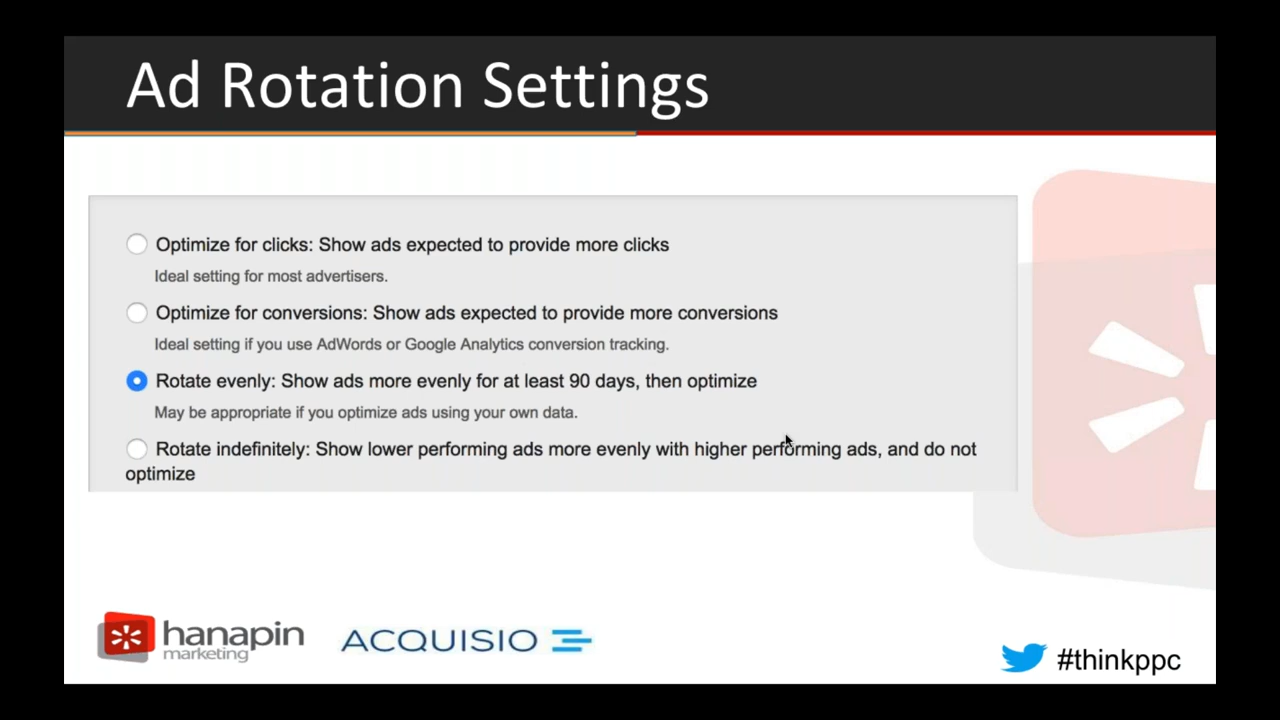 Ad Rotation Settings
Optimize for clicks: Show ads expected to provide more clicks
Ideal setting for most advertisers.
Optimize for conversions: Show ads expected to provide more conversions
Ideal setting if you use AdWords or Google Analytics conversion tracking.
Rotate evenly: Show ads more evenly for at least 90 days, then optimize
May be appropriate if you optimize ads using your own data.
Rotate indefinitely: Show lower performing ads more evenly with higher performing ads, and do not
optimize
hanapin
marketing
ACQUISIO
#thinkppc